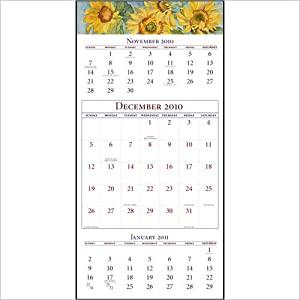 NOVEMBER 2010
SUNDAY MONDAY TUESDAY WEDNESDAY THURSDAY FRIDAY SATURDAY
1 2 3 4 5 6
7 8 9 10 11 12 13
14 15 16 17 18 19 20
21 22 23 24 25 26 27
28 29 30
DECEMBER 2010
SUNDAY MONDAY TUESDAY WEDNESDAY THURSDAY FRIDAY SATURDAY
1 2 3 4
5 6 7 8 9 10 11
12 13 14 15 16 17 18
19 20 21 22 23 24 25
26 27 28 29 30 31
JANUARY 2011
SUNDAY MONDAY TUESDAY WEDNESDAY THURSDAY FRIDAY SATURDAY
1
2 3 4 5 6 7 8
9 10 11 12 13 14 15
16 17 18 19 20 21 22
23 24 25 26 27 28 29
30 31